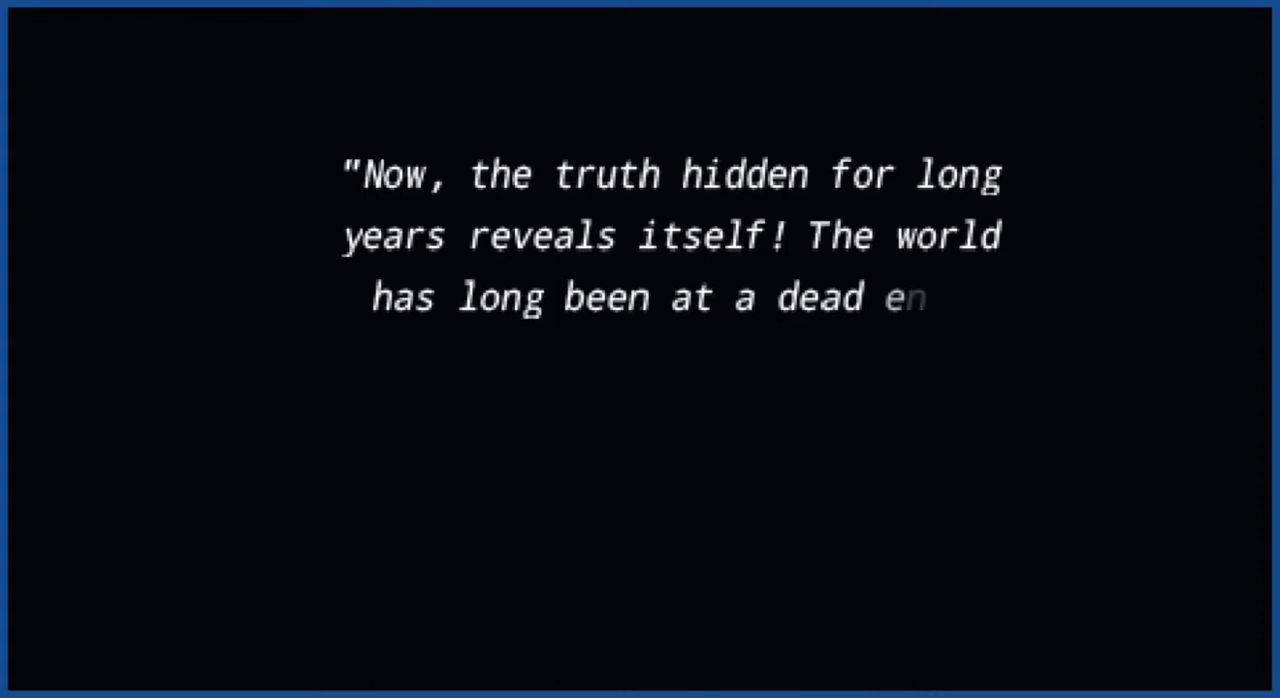 "Now, the truth hidden for long
years reveals itself! The world
has long been at a dead en